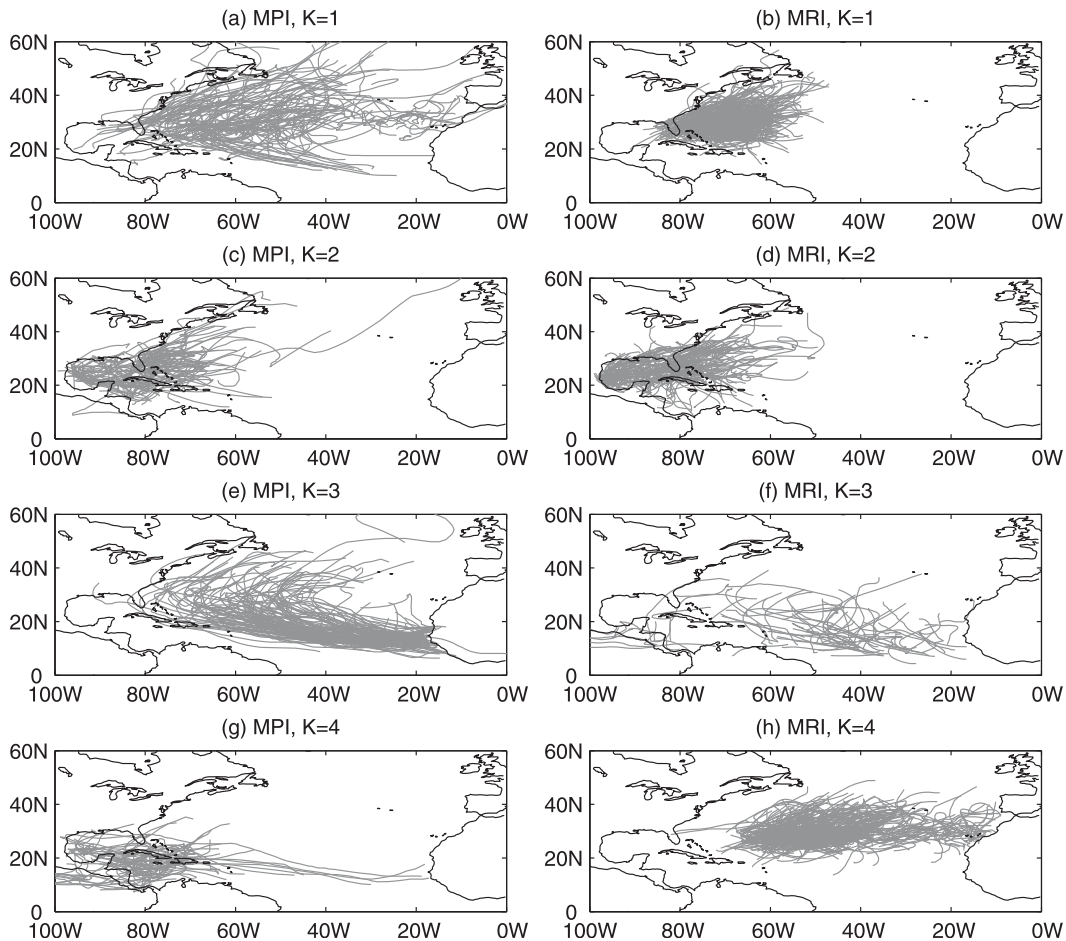 (a) MPI, K=1
(b) MRI, K=1
60N
40N
20N
0
100W 80W 60W 40W 20W 0W
60N
40N
20N
0
100W 80W 60W 40W 20W 0W
(c) MPI, K=2
(d) MRI, K=2
60N
40N
20N
0
100W 80W 60W 40W 20W 0W
60N
40N
20N
0
100W 80W 60W 40W 20W 0W
(e) MPI, K=3
(f) MRI, K=3
60N
40N
20N
0
100W 80W 60W 40W 20W 0W
60N
40N
20N
0
100W 80W 60W 40W 20W 0W
(g) MPI, K=4
(h) MRI, K=4
60N
40N
20N
0
100W 80W 60W 40W 20W 0W
60N
40N
20N
0
100W 80W 60W 40W 20W 0W